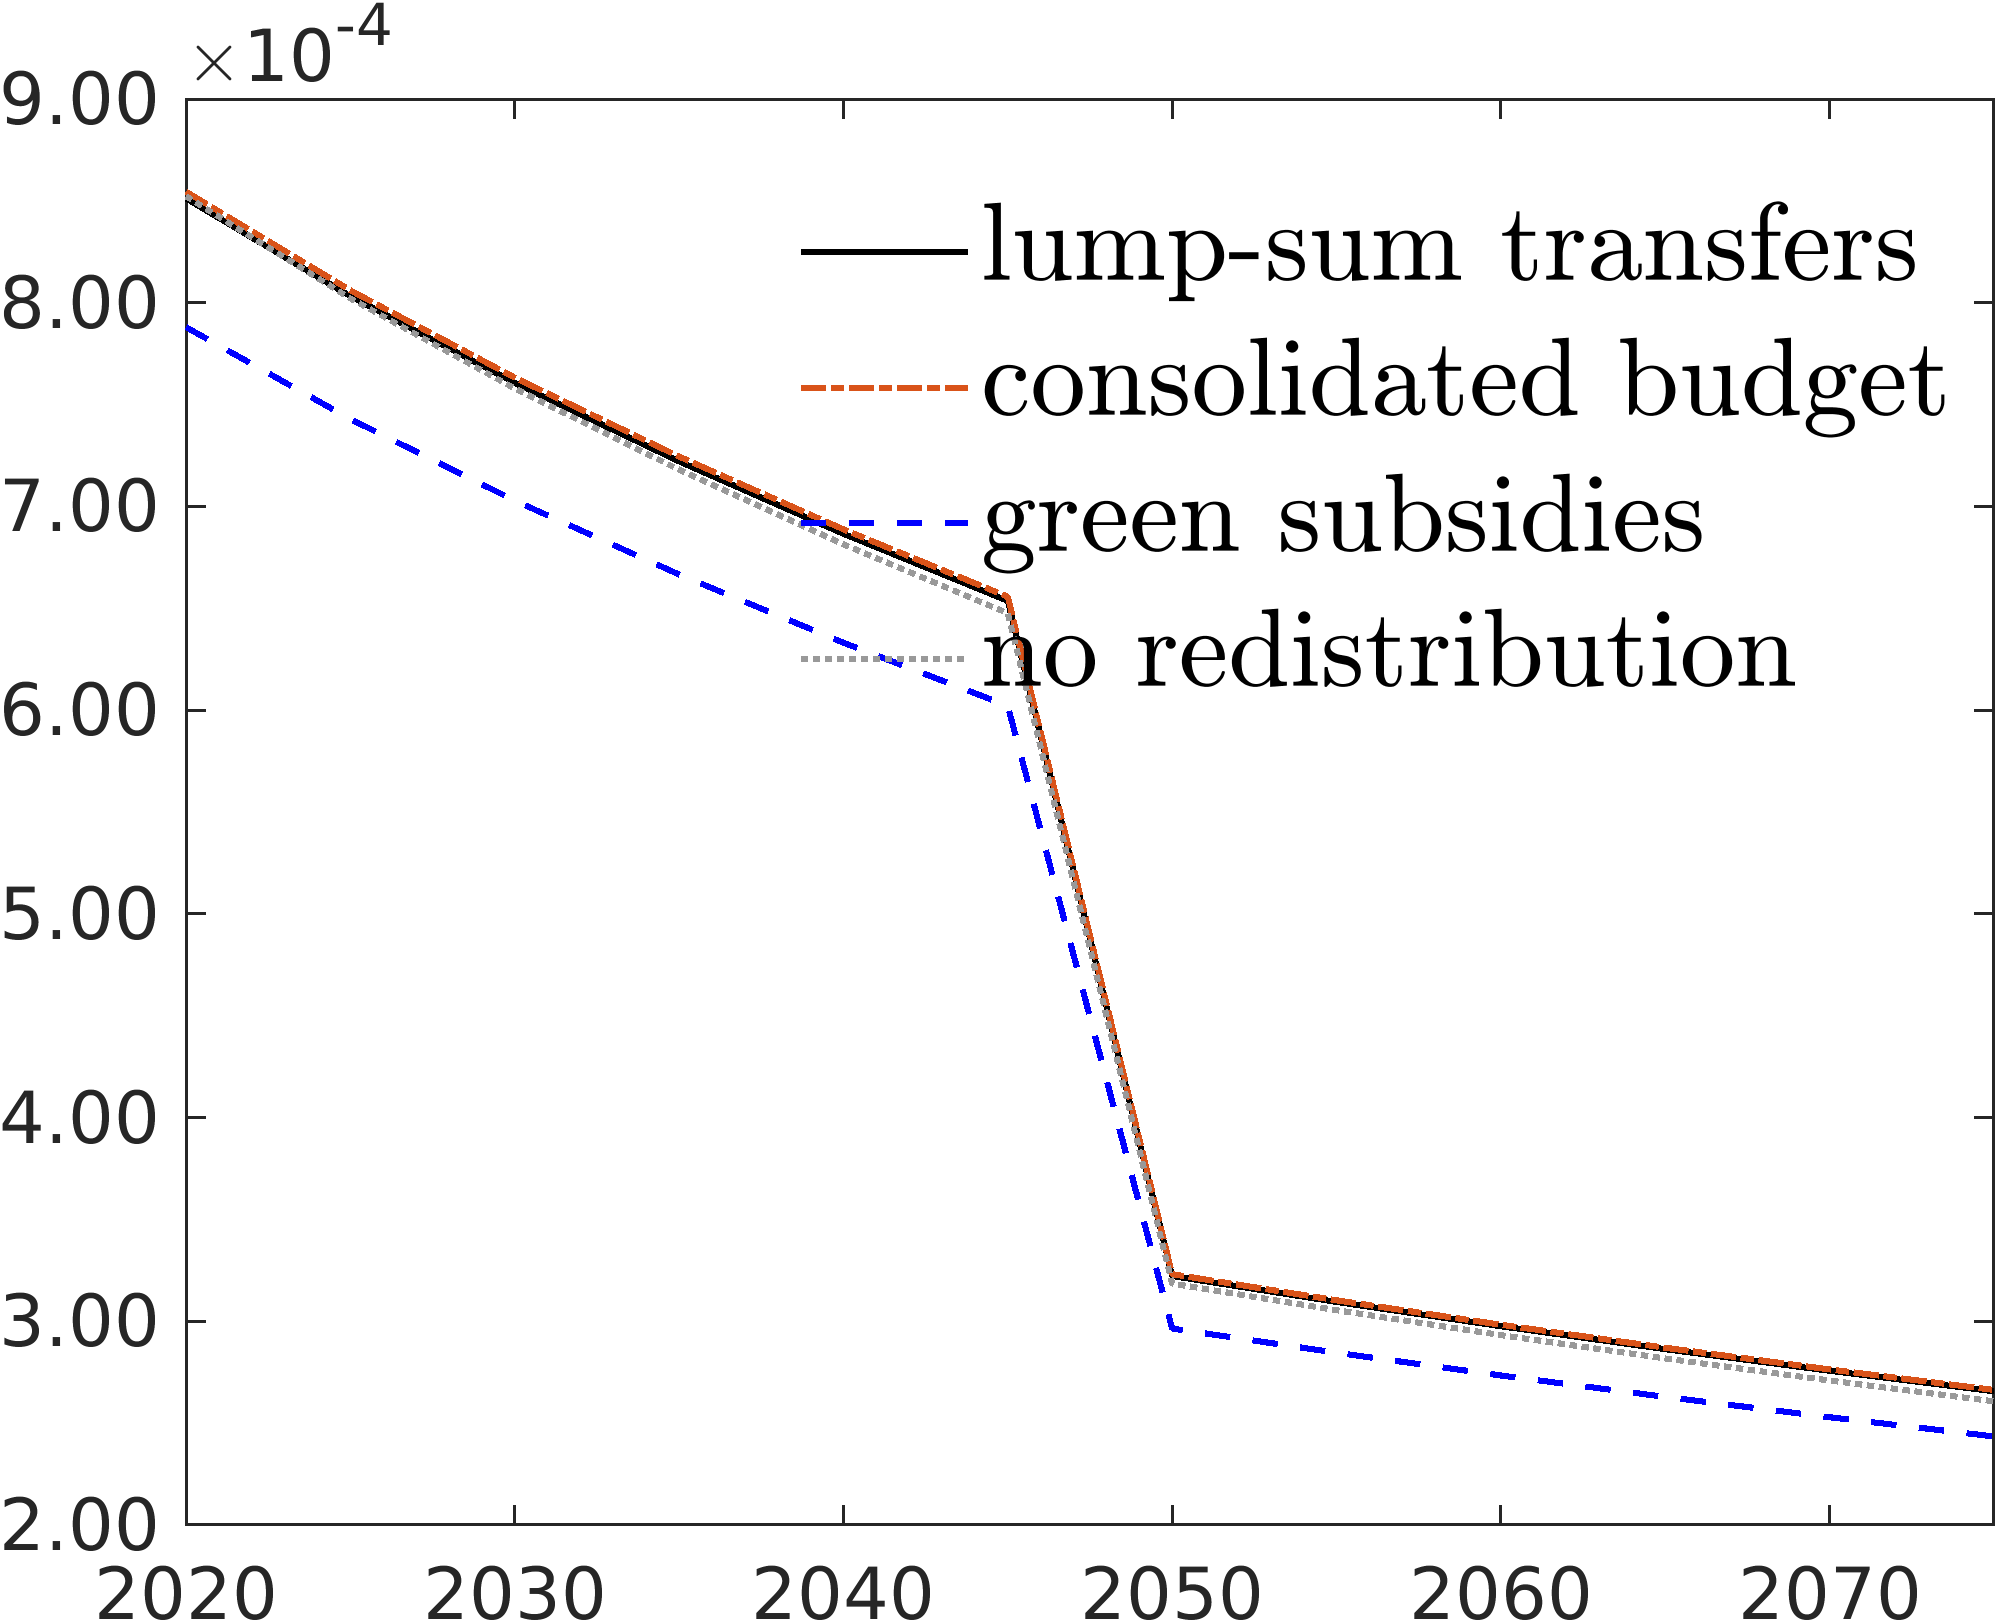 ×10-4
9.00
8.00
7.00
6.00
5.00
4.00
3.00
2.00
lump-sum transfers
consolidated budget
green subsidies
no redistribution
2020 2030 2040 2050 2060 2070